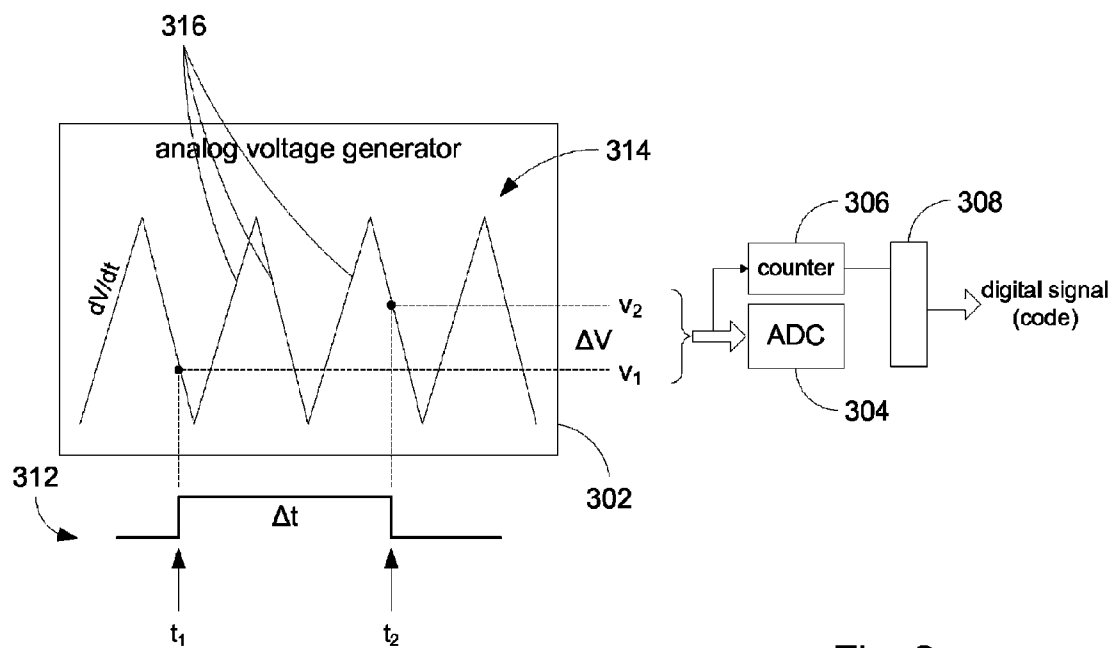 316
analog voltage generator
314
dV/dt
306
308
counter
v₂
ΔV
ADC
v₁
digital signal
(code)
304
302
312
Δt
t₁
t₂